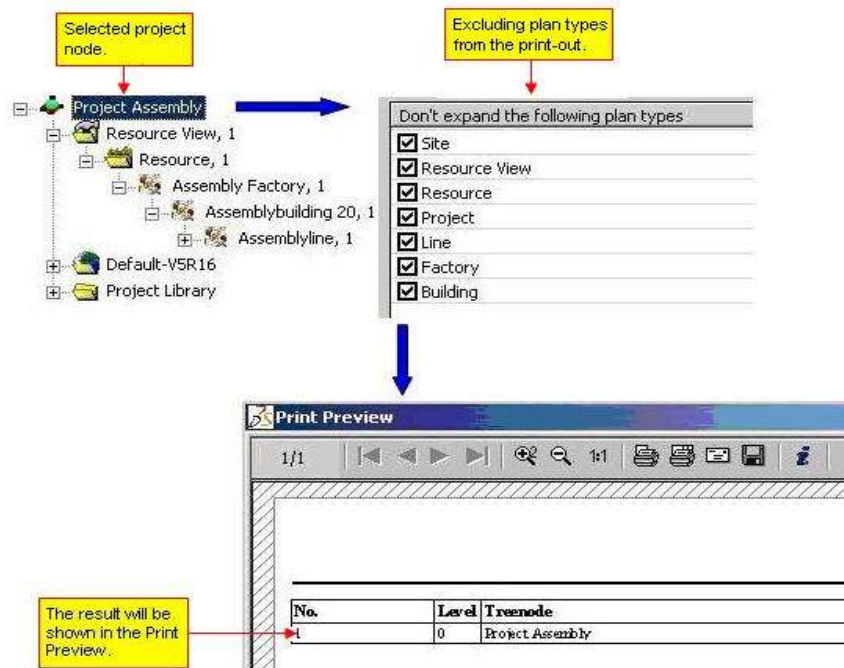 Selected project
node.
Excluding plan types
from the print-out.
Project Assembly
Resource View, 1
Resource, 1
Assembly Factory, 1
Assemblybuilding 20, 1
Assemblyline, 1
Default-V5R16
Project Library
Don't expand the following plan types
Site
Resource View
Resource
Project
Line
Factory
Building
Print Preview
1/1
1:1
The result will be
shown in the Print
Preview.
No. Level Treenode
1 0 Project Assembly